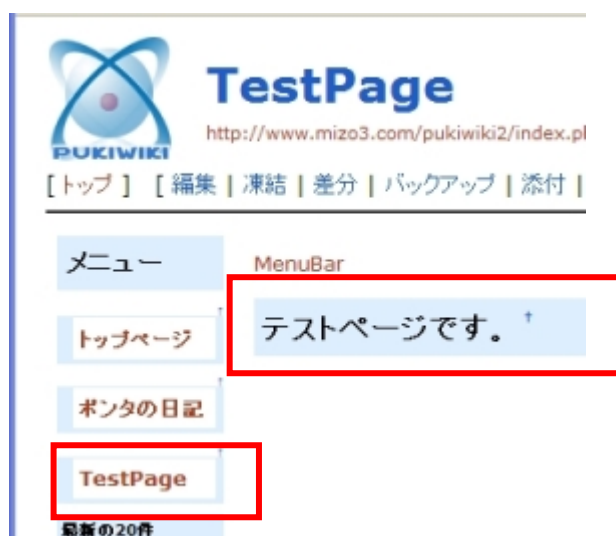 TestPage
http://www.mizo3.com/pukiwiki2/index.pl
PUKIWIKI
[ トップ ] [ 編集 | 凍結 | 差分 | バックアップ | 添付 |
メニュー
MenuBar
テストページです。 †
トップページ †
ポンタの日記 †
TestPage †
最新の20件